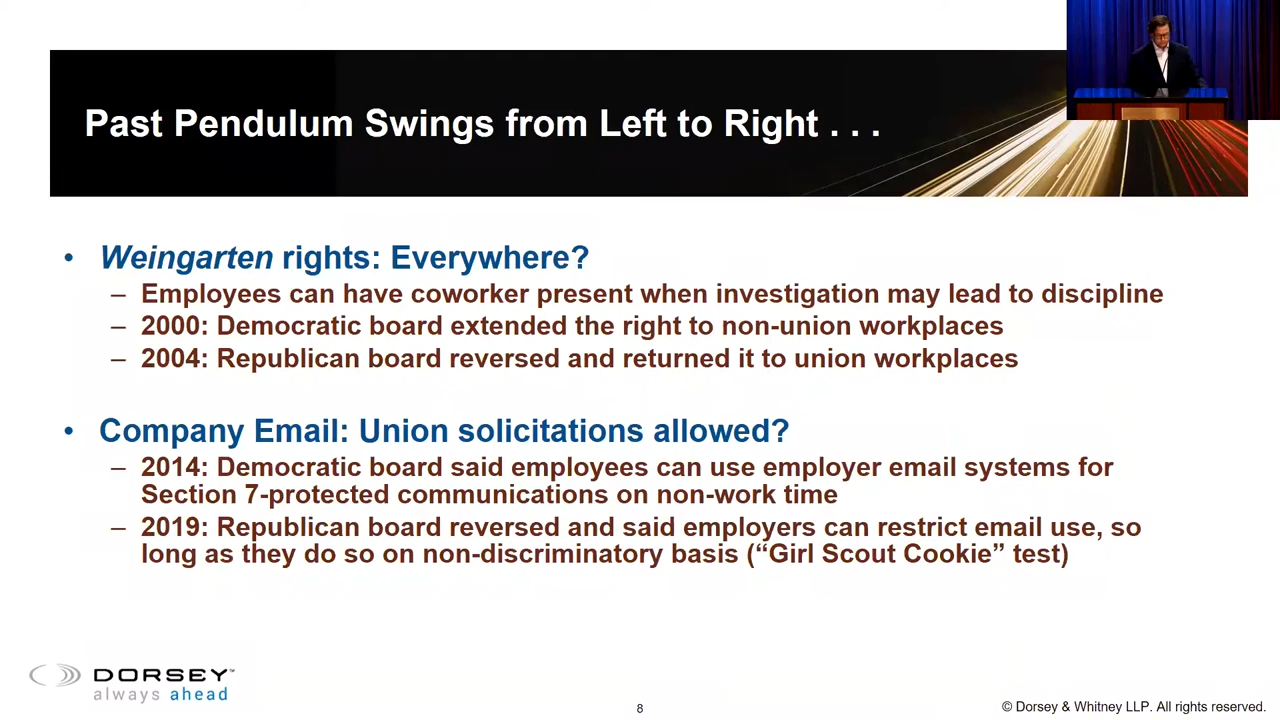 Past Pendulum Swings from Left to Right . . .
• Weingarten rights: Everywhere?
– Employees can have coworker present when investigation may lead to discipline
– 2000: Democratic board extended the right to non-union workplaces
– 2004: Republican board reversed and returned it to union workplaces
• Company Email: Union solicitations allowed?
– 2014: Democratic board said employees can use employer email systems for
Section 7-protected communications on non-work time
– 2019: Republican board reversed and said employers can restrict email use, so
long as they do so on non-discriminatory basis (“Girl Scout Cookie” test)
DORSEY™
always ahead
8
© Dorsey & Whitney LLP. All rights reserved.